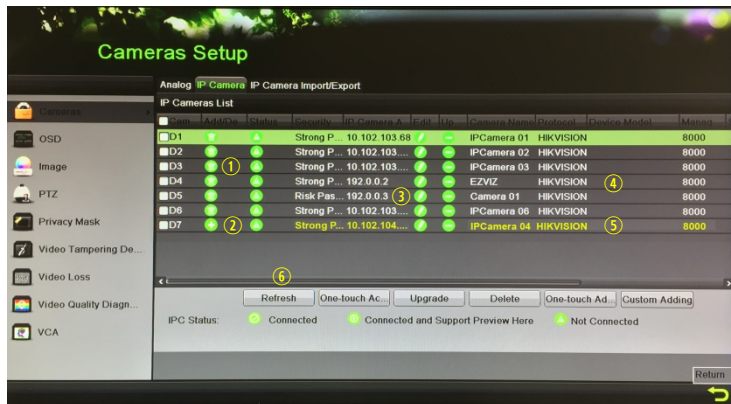 Cameras Setup
Analog IP Camera IP Camera Import/Export
IP Cameras List
Cameras
OSD
Image
PTZ
Privacy Mask
Video Tampering De...
Video Loss
Video Quality Diagn...
VCA
Cam... Add/De... Status Security IP Camera A... Edit Up... Camera Name Protocol Device Model Manag...
D1 Strong P... 10.102.103.68 IPCamera 01 HIKVISION 8000
D2 Strong P... 10.102.103.... IPCamera 02 HIKVISION 8000
D3 ① Strong P... 10.102.103.... IPCamera 03 HIKVISION 8000
D4 Strong P... 192.0.0.2 EZVIZ HIKVISION ④ 8000
D5 Risk Pas... 192.0.0.3 ③ Camera 01 HIKVISION 8000
D6 Strong P... 10.102.103.... IPCamera 06 HIKVISION 8000
D7 ② Strong P... 10.102.104.... IPCamera 04 HIKVISION ⑤ 8000
⑥
Refresh One-touch Ac... Upgrade Delete One-touch Ad... Custom Adding
IPC Status: Connected Connected and Support Preview Here Not Connected
Return